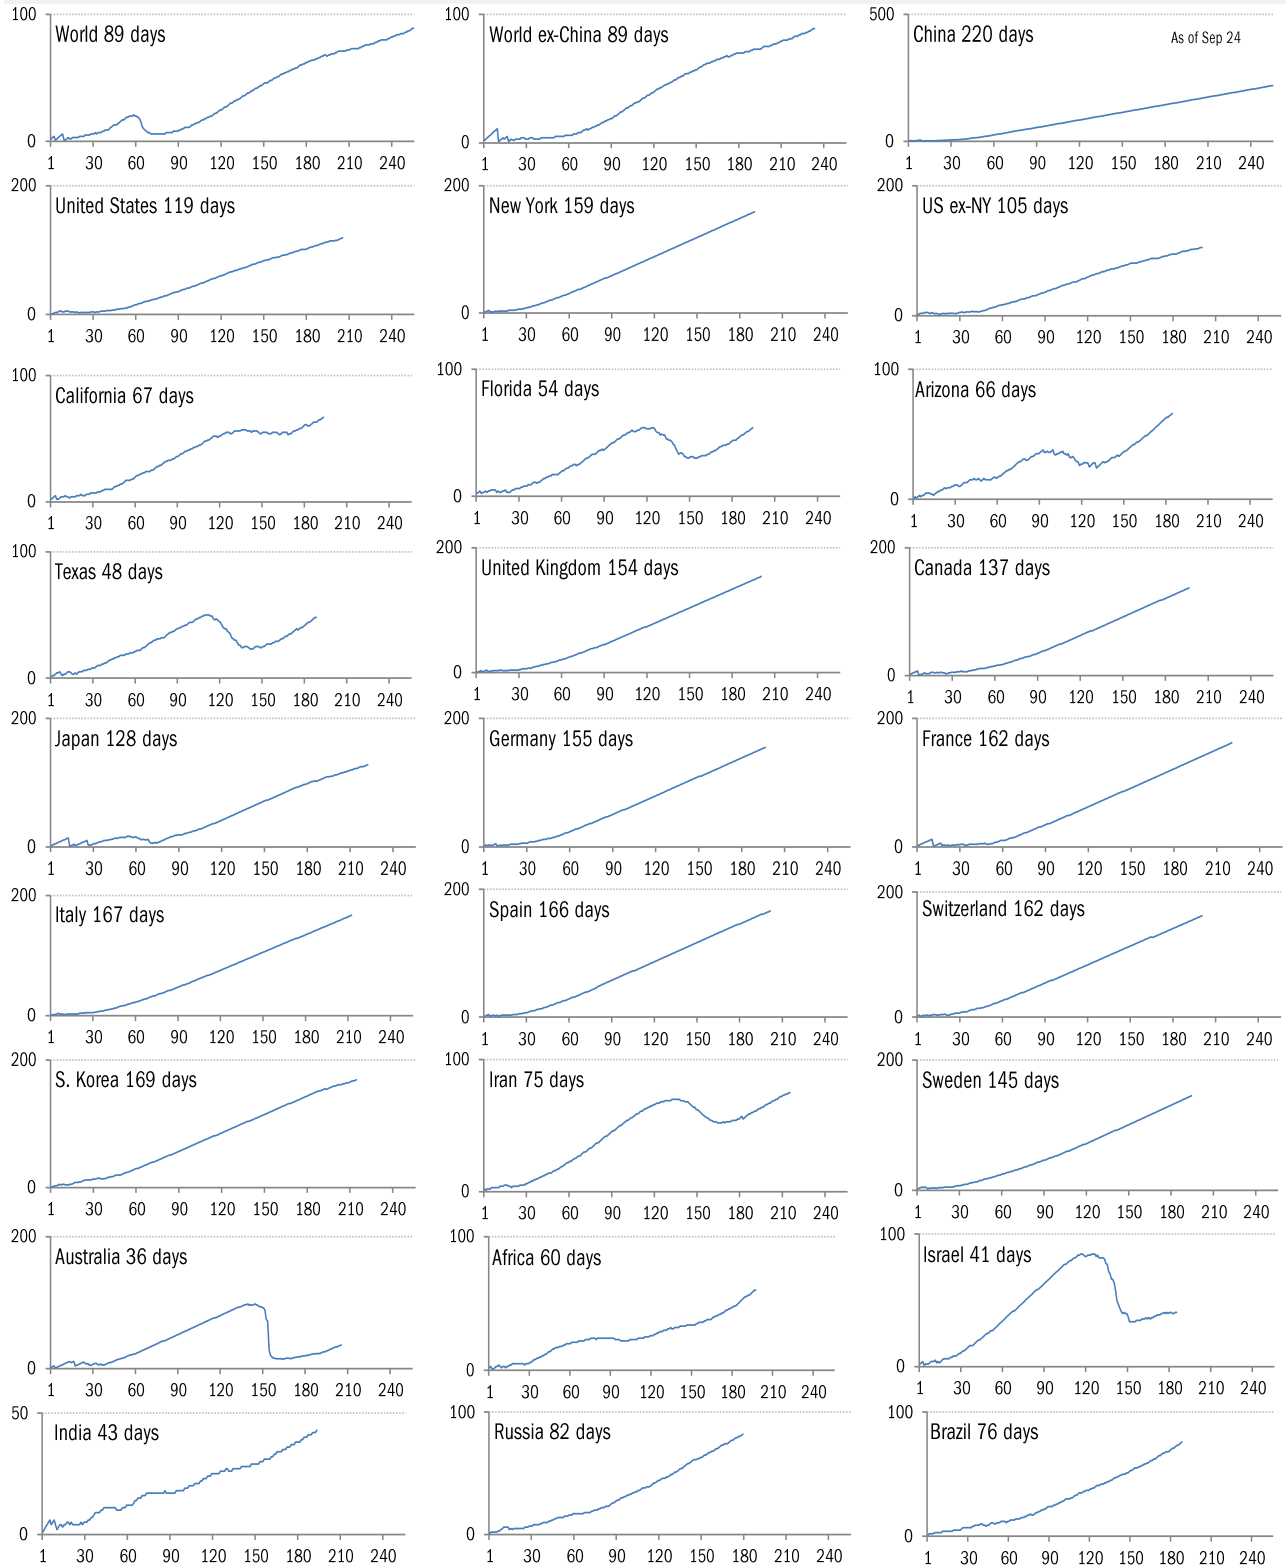 100
World 89 days
0
1 30 60 90 120 150 180 210 240
100
World ex-China 89 days
0
1 30 60 90 120 150 180 210 240
500
China 220 days
As of Sep 24
0
1 30 60 90 120 150 180 210 240
200
United States 119 days
0
1 30 60 90 120 150 180 210 240
200
New York 159 days
0
1 30 60 90 120 150 180 210 240
200
US ex-NY 105 days
0
1 30 60 90 120 150 180 210 240
100
California 67 days
0
1 30 60 90 120 150 180 210 240
100
Florida 54 days
0
1 30 60 90 120 150 180 210 240
100
Arizona 66 days
0
1 30 60 90 120 150 180 210 240
100
Texas 48 days
0
1 30 60 90 120 150 180 210 240
200
United Kingdom 154 days
0
1 30 60 90 120 150 180 210 240
200
Canada 137 days
0
1 30 60 90 120 150 180 210 240
200
Japan 128 days
0
1 30 60 90 120 150 180 210 240
200
Germany 155 days
0
1 30 60 90 120 150 180 210 240
200
France 162 days
0
1 30 60 90 120 150 180 210 240
200
Italy 167 days
0
1 30 60 90 120 150 180 210 240
200
Spain 166 days
0
1 30 60 90 120 150 180 210 240
200
Switzerland 162 days
0
1 30 60 90 120 150 180 210 240
200
S. Korea 169 days
0
1 30 60 90 120 150 180 210 240
100
Iran 75 days
0
1 30 60 90 120 150 180 210 240
200
Sweden 145 days
0
1 30 60 90 120 150 180 210 240
200
Australia 36 days
0
1 30 60 90 120 150 180 210 240
100
Africa 60 days
0
1 30 60 90 120 150 180 210 240
100
Israel 41 days
0
1 30 60 90 120 150 180 210 240
50
India 43 days
0
1 30 60 90 120 150 180 210 240
100
Russia 82 days
0
1 30 60 90 120 150 180 210 240
100
Brazil 76 days
0
1 30 60 90 120 150 180 210 240